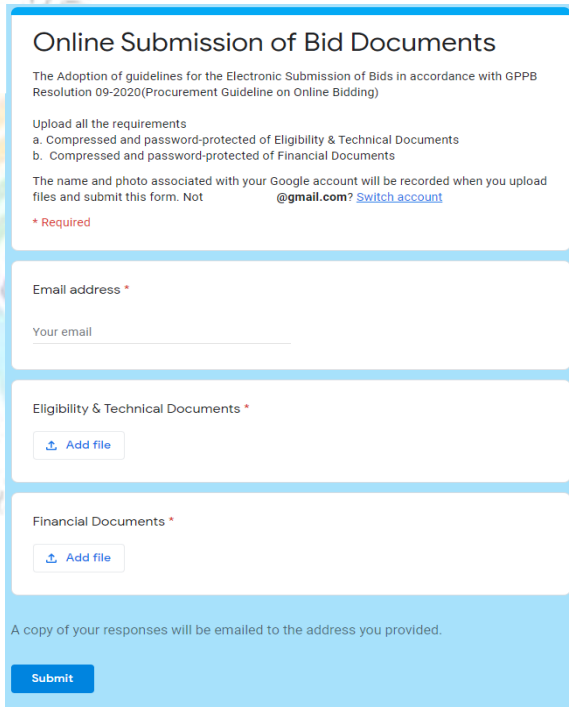 Online Submission of Bid Documents
The Adoption of guidelines for the Electronic Submission of Bids in accordance with GPPB
Resolution 09-2020(Procurement Guideline on Online Bidding)
Upload all the requirements
a. Compressed and password-protected of Eligibility & Technical Documents
b. Compressed and password-protected of Financial Documents
The name and photo associated with your Google account will be recorded when you upload
files and submit this form. Not @gmail.com? Switch account
* Required
Email address *
Your email
Eligibility & Technical Documents *
Add file
Financial Documents *
Add file
A copy of your responses will be emailed to the address you provided.
Submit